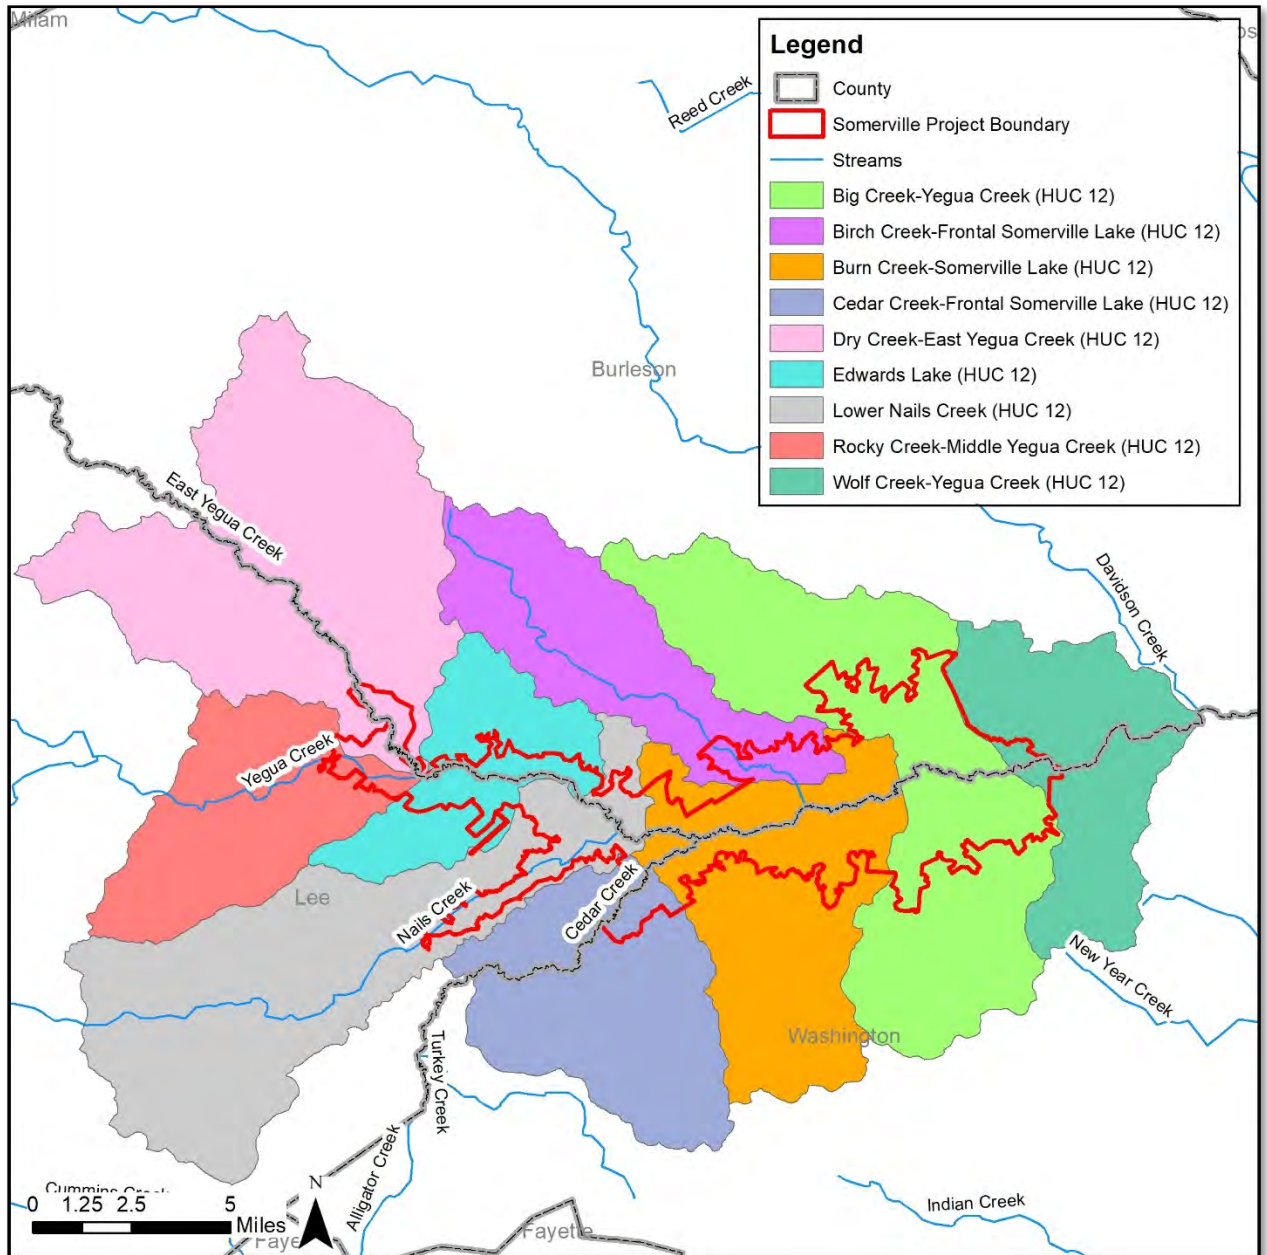 Milam
Reed Creek
Legend
County
Somerville Project Boundary
Streams
Big Creek-Yegua Creek (HUC 12)
Birch Creek-Frontal Somerville Lake (HUC 12)
Burn Creek-Somerville Lake (HUC 12)
Cedar Creek-Frontal Somerville Lake (HUC 12)
Dry Creek-East Yegua Creek (HUC 12)
Edwards Lake (HUC 12)
Lower Nails Creek (HUC 12)
Rocky Creek-Middle Yegua Creek (HUC 12)
Wolf Creek-Yegua Creek (HUC 12)
Burleson
East Yegua Creek
Davidson Creek
Yegua Creek
Lee
Nails Creek
Cedar Creek
New Year Creek
Washington
Turkey Creek
Alligator Creek
Indian Creek
N
0 1.25 2.5 5
Miles
Fayette